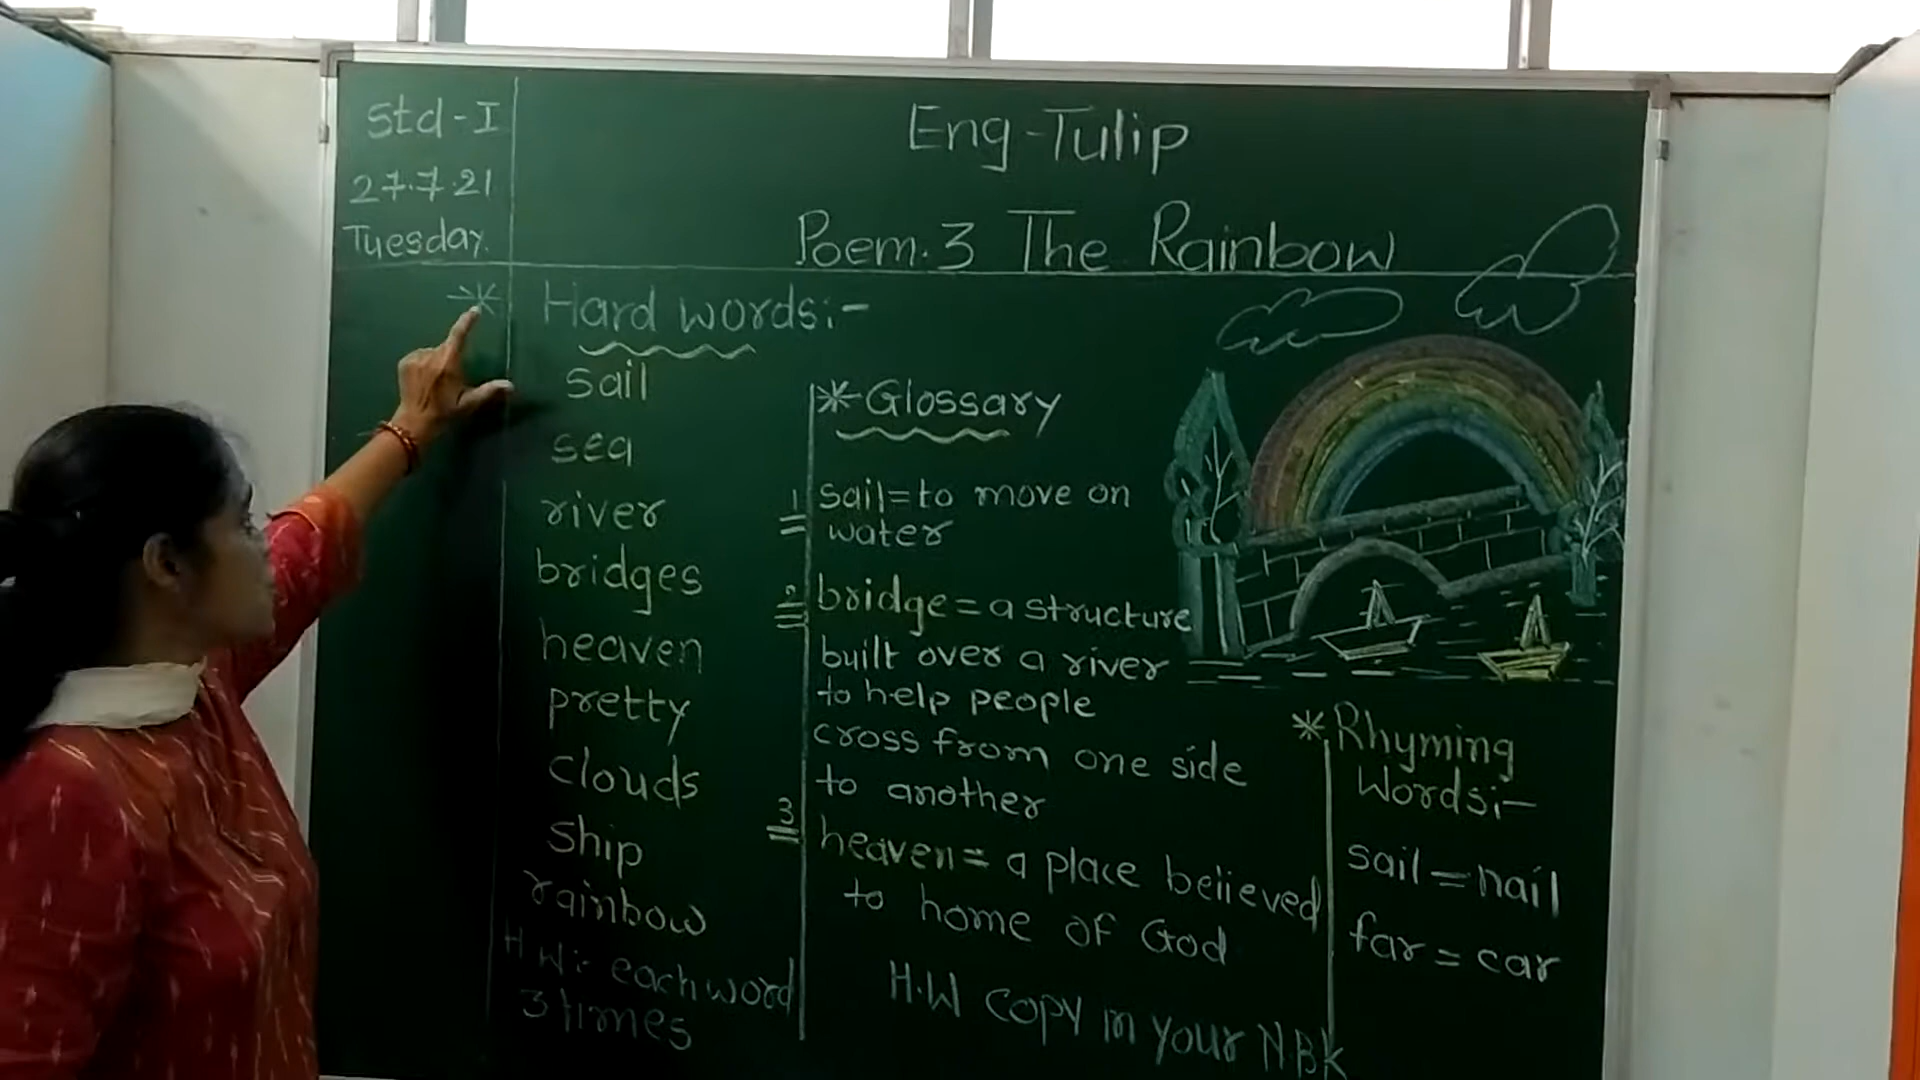 Std-I
27.7.21
Tuesday.
Eng-Tulip
Poem.3 The Rainbow
* Hard words:-
sail
sea
river
bridges
heaven
pretty
clouds
ship
rainbow
H W:- each word
3 times
* Glossary
1 sail=to move on
water
2 bridge=a structure
built over a river
to help people
cross from one side
to another
3 heaven= a place believed
to home of God
H.W copy in your N.BK
* Rhyming
Words:-
sail=nail
far=car